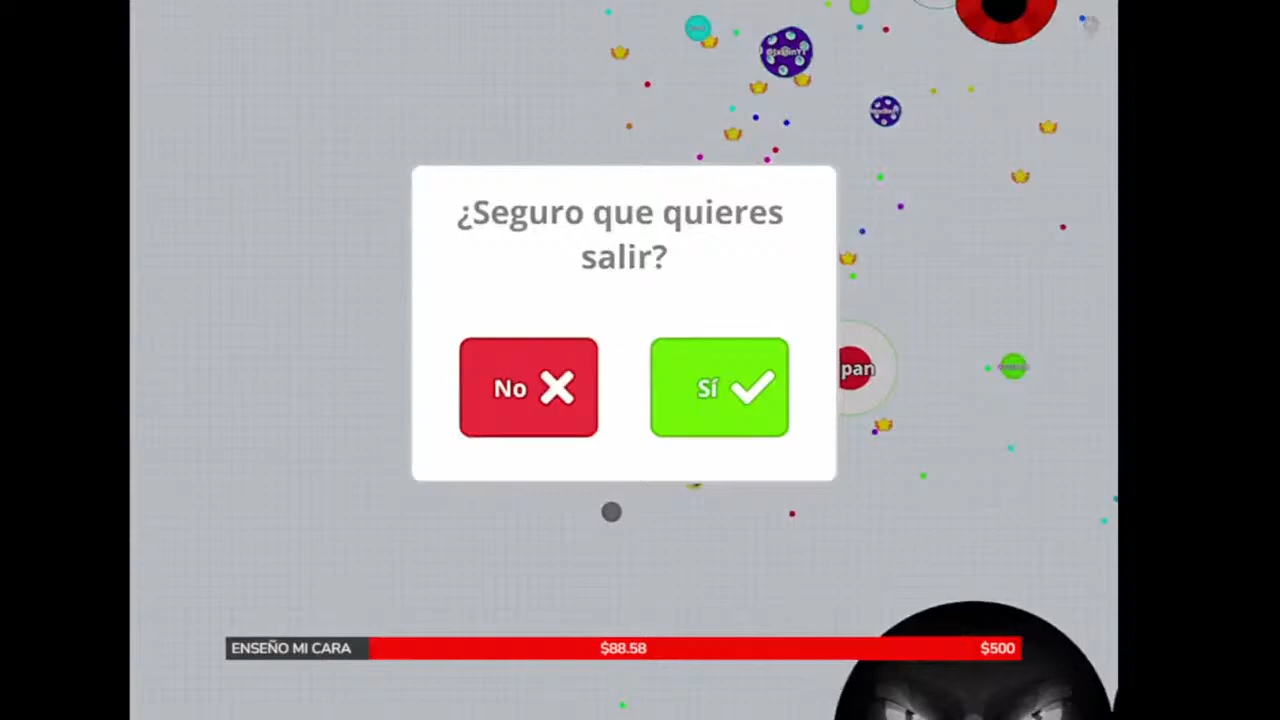 ¿Seguro que quieres
salir?
No
Sí
pan
ENSEÑO MI CARA
$88.58
$500